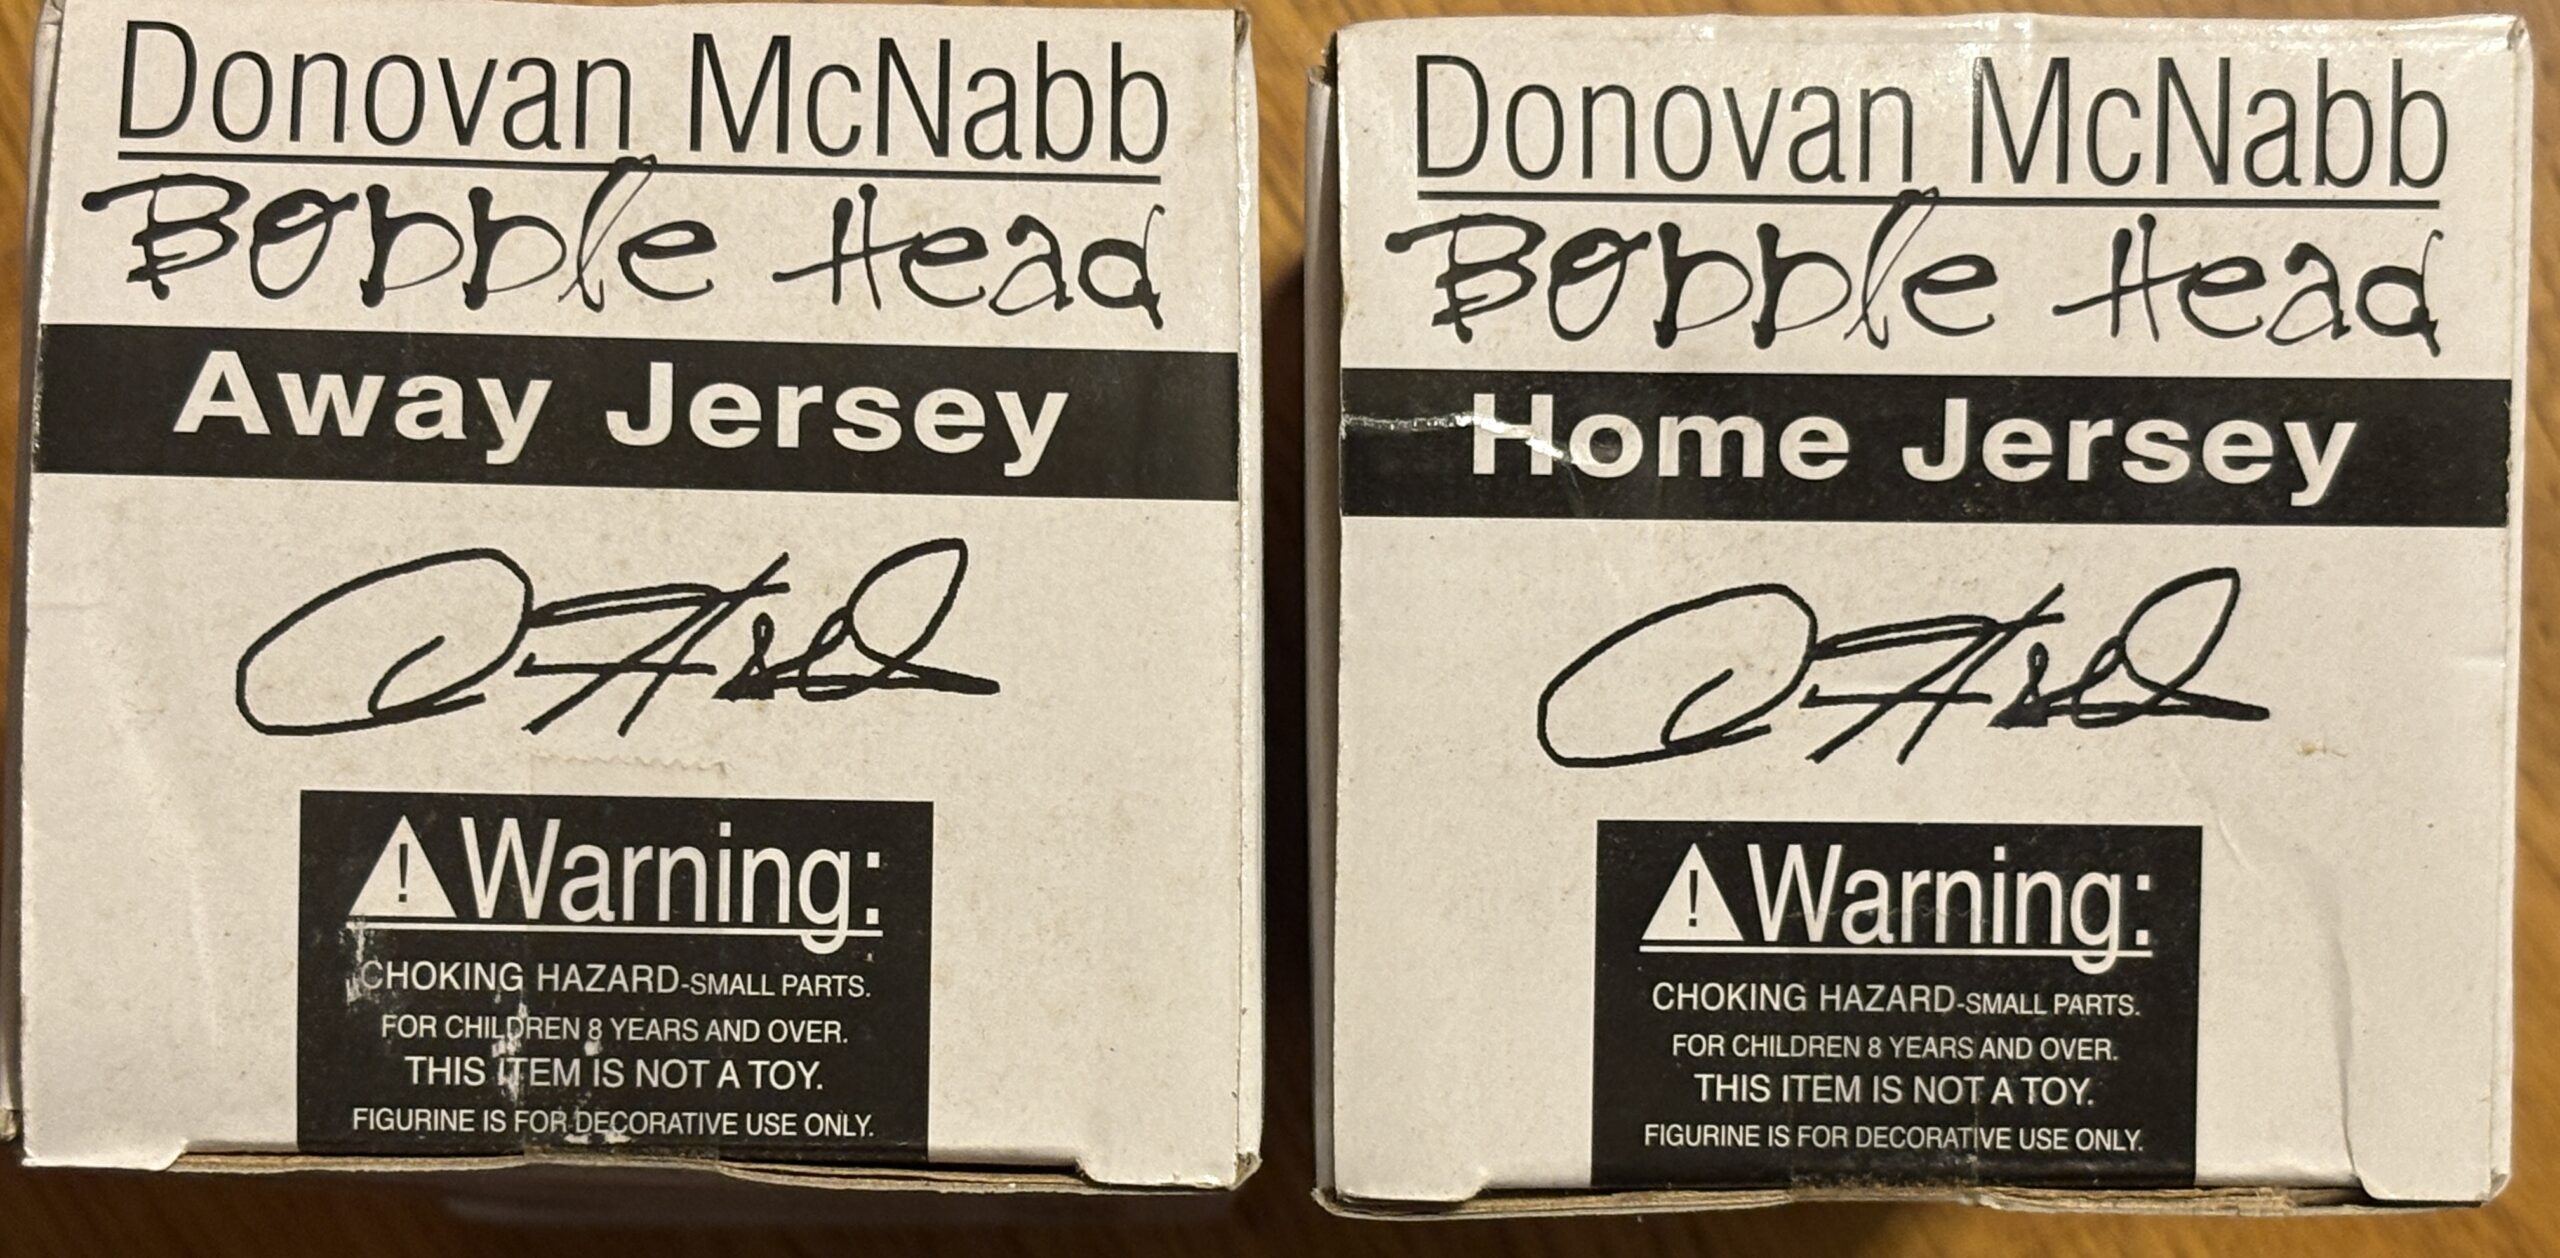 Donovan McNabb
Bobble Head
Away Jersey
Warning:
CHOKING HAZARD-SMALL PARTS.
FOR CHILDREN 8 YEARS AND OVER.
THIS ITEM IS NOT A TOY.
FIGURINE IS FOR DECORATIVE USE ONLY.
Donovan McNabb
Bobble Head
Home Jersey
Warning:
CHOKING HAZARD-SMALL PARTS.
FOR CHILDREN 8 YEARS AND OVER.
THIS ITEM IS NOT A TOY.
FIGURINE IS FOR DECORATIVE USE ONLY.